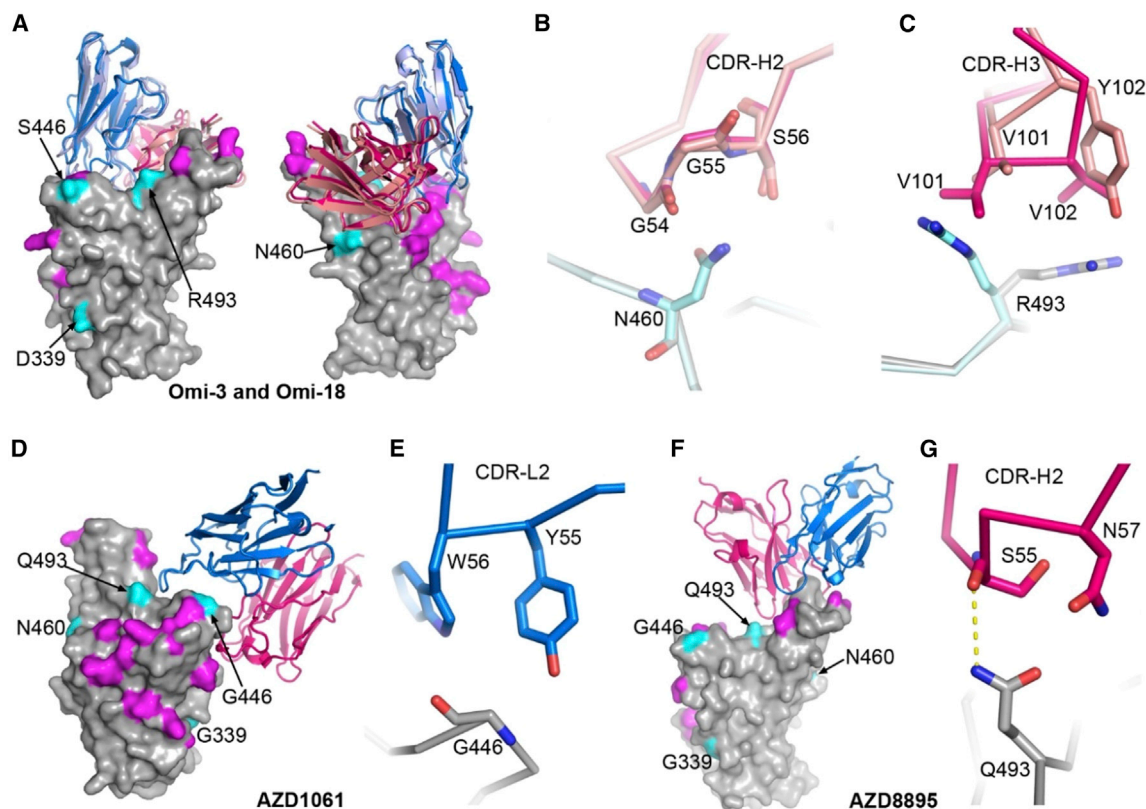 A
S446
N460
R493
D339
Omi-3 and Omi-18
B
CDR-H2
S56
G55
G54
N460
C
CDR-H3
Y102
V101
V101
V102
R493
D
Q493
N460
G446
G339
AZD1061
E
CDR-L2
Y55
W56
G446
F
Q493
G446
N460
G339
AZD8895
G
CDR-H2
N57
S55
Q493